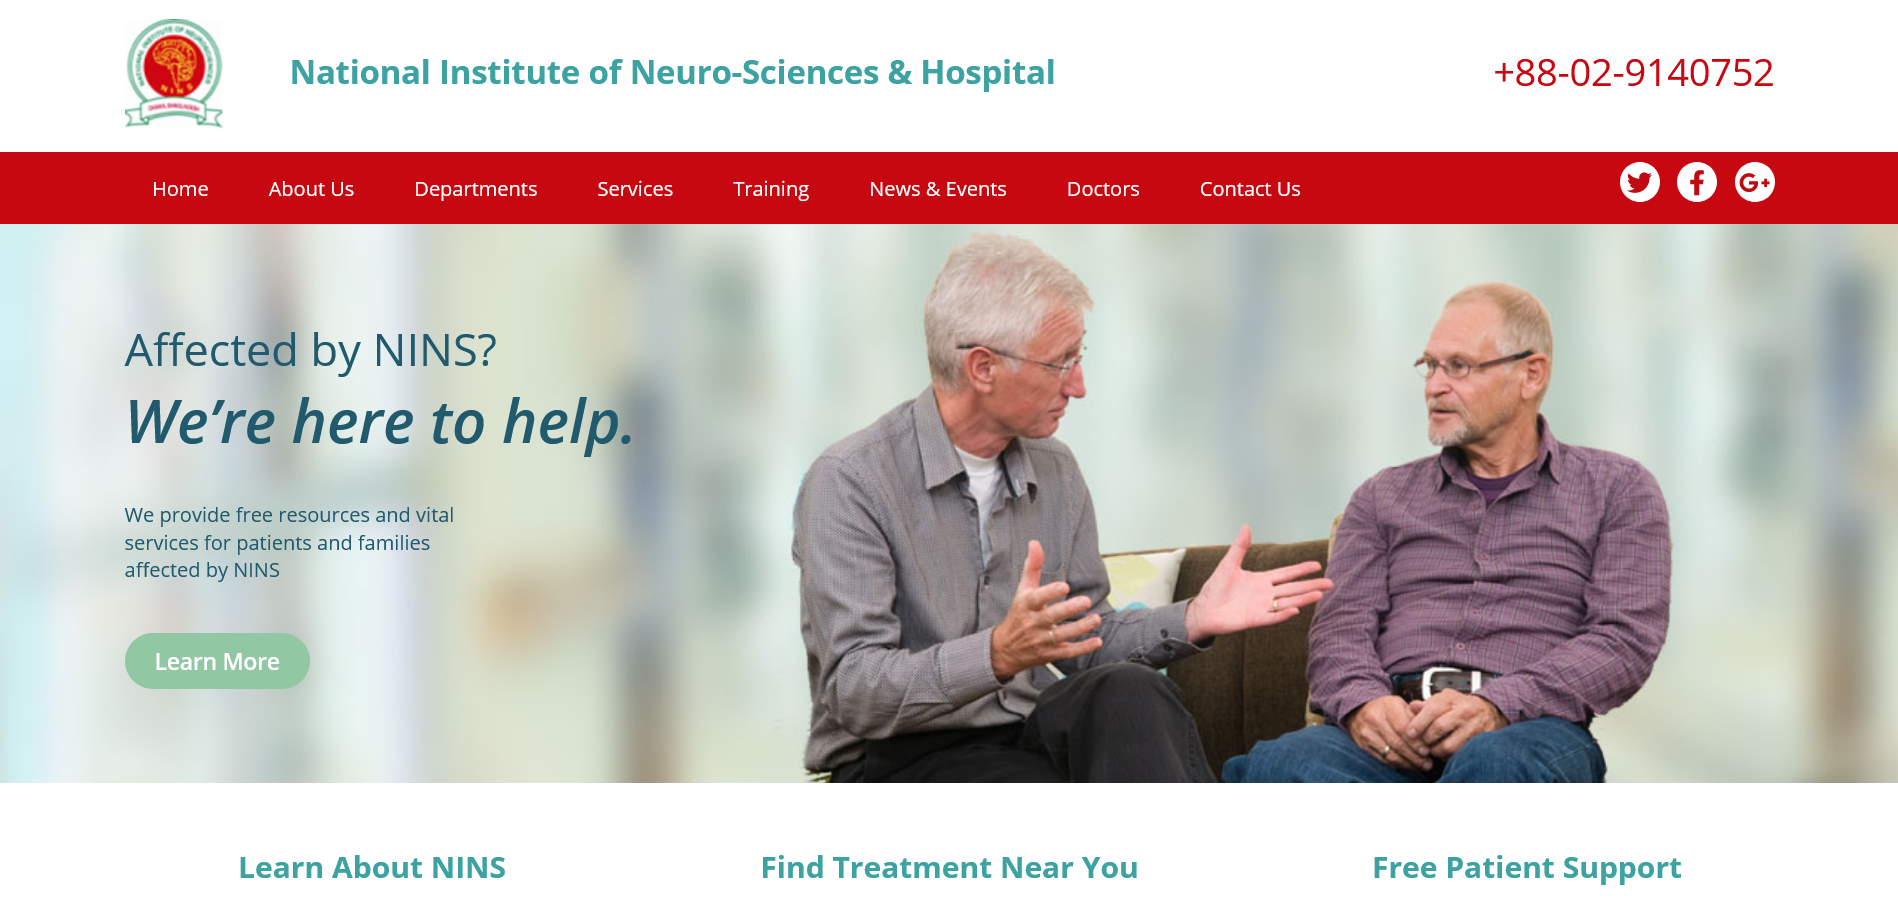 NATIONAL INSTITUTE OF NEUROSCIENCES
NINS
DHAKA, BANGLADESH
National Institute of Neuro-Sciences & Hospital
+88-02-9140752
Home
About Us
Departments
Services
Training
News & Events
Doctors
Contact Us
Affected by NINS?
We’re here to help.
We provide free resources and vital
services for patients and families
affected by NINS
Learn More
Learn About NINS
Find Treatment Near You
Free Patient Support